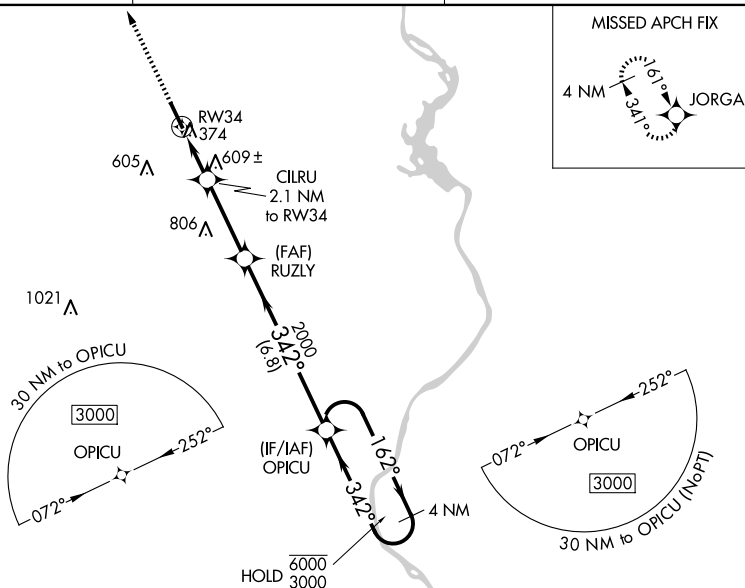 MISSED APCH FIX
4 NM
161°
341°
JORGA
RW34
374
605
609 ±
CILRU
2.1 NM
to RW34
806
(FAF)
RUZLY
1021
2000
342°
(6.8)
30 NM to OPICU
3000
OPICU
252°
072°
(IF/IAF)
OPICU
162°
342°
4 NM
HOLD 6000
3000
252°
072°
OPICU
3000
30 NM to OPICU (NoPT)